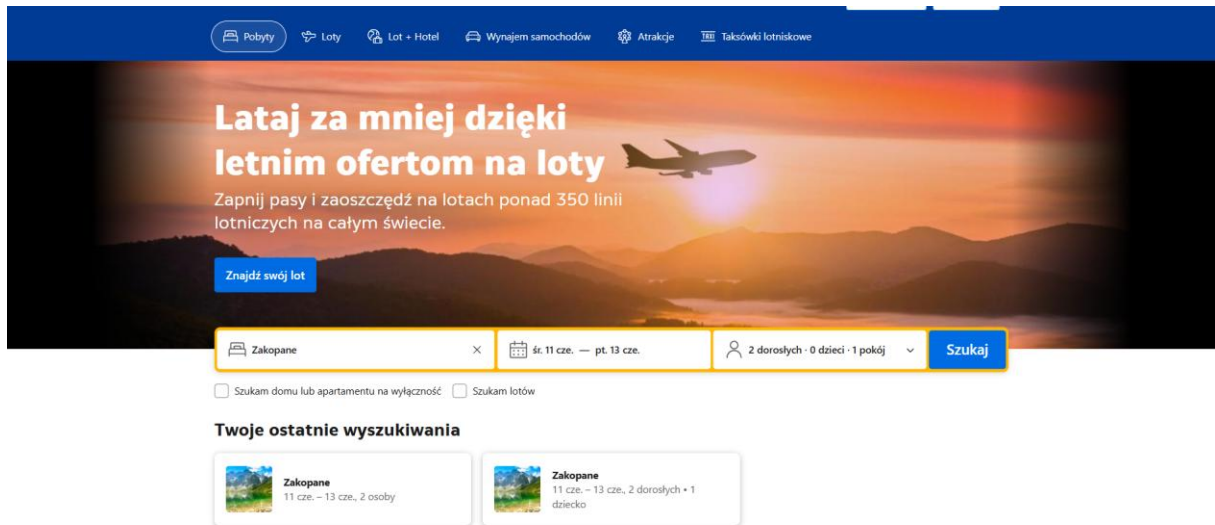 Pobyty
Loty
Lot + Hotel
Wynajem samochodów
Atrakcje
TAXI Taksówki lotniskowe
Lataj za mniej dzięki
letnim ofertom na loty
Zapnij pasy i zaoszczędź na lotach ponad 350 linii
lotniczych na całym świecie.
Znajdź swój lot
Zakopane
śr. 11 cze. — pt. 13 cze.
2 dorosłych · 0 dzieci · 1 pokój
Szukaj
Szukam domu lub apartamentu na wyłączność
Szukam lotów
Twoje ostatnie wyszukiwania
Zakopane
11 cze. – 13 cze., 2 osoby
Zakopane
11 cze. – 13 cze., 2 dorosłych • 1
dziecko